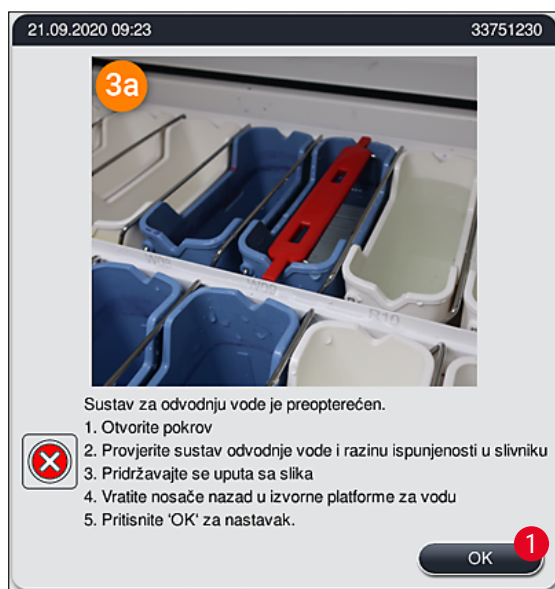 21.09.2020 09:23 33751230
3a
W09
R10
Sustav za odvodnju vode je preopterećen.
1. Otvorite pokrov
2. Provjerite sustav odvodnje vode i razinu ispunjenosti u slivniku
3. Pridržavajte se uputa sa slika
4. Vratite nosače nazad u izvorne platforme za vodu
5. Pritisnite 'OK' za nastavak.
OK
1